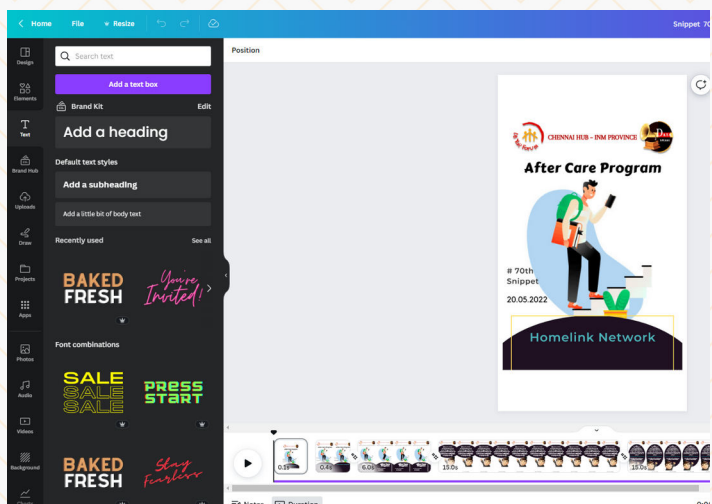 Home File Resize
Snippet 70
Design
Elements
Text
Brand Hub
Uploads
Draw
Projects
Apps
Photos
Audio
Videos
Background
Search text
Add a text box
Brand Kit Edit
Add a heading
Default text styles
Add a subheading
Add a little bit of body text
Recently used See all
BAKED
FRESH
You're
Invited!
Font combinations
SALE
SALE
SALE
PRESS
START
BAKED
FRESH
Slay
Fearless
Position
CHENNAI HUB – INM PROVINCE
After Care Program
# 70th
Snippet
20.05.2022
Homelink Network
0.1s 0.4s 6.0s 15.0s 15.0s
Notes Duration